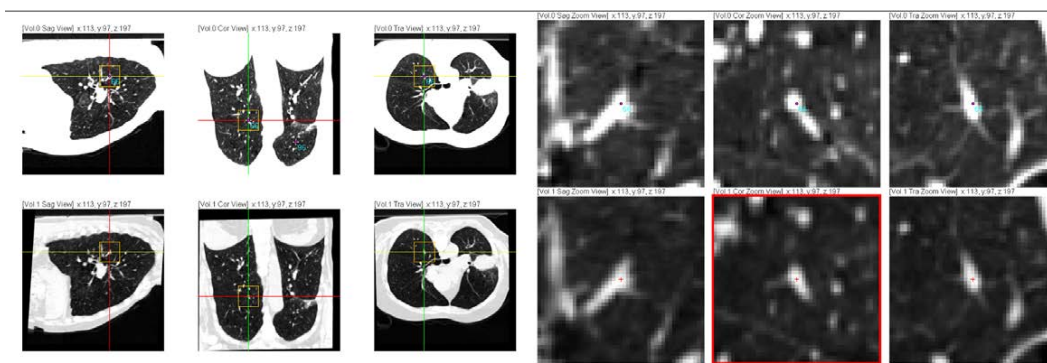 [Vol.0 Sag View] x:113, y:97, z:197
[Vol.0 Cor View] x:113, y:97, z:197
[Vol.0 Tra View] x:113, y:97, z:197
[Vol.0 Sag Zoom View] x:113, y:97, z:197
[Vol.0 Cor Zoom View] x:113, y:97, z:197
[Vol.0 Tra Zoom View] x:113, y:97, z:197
[Vol.1 Sag View] x:113, y:97, z:197
[Vol.1 Cor View] x:113, y:97, z:197
[Vol.1 Tra View] x:113, y:97, z:197
[Vol.1 Sag Zoom View] x:113, y:97, z:197
[Vol.1 Cor Zoom View] x:113, y:97, z:197
[Vol.1 Tra Zoom View] x:113, y:97, z:197